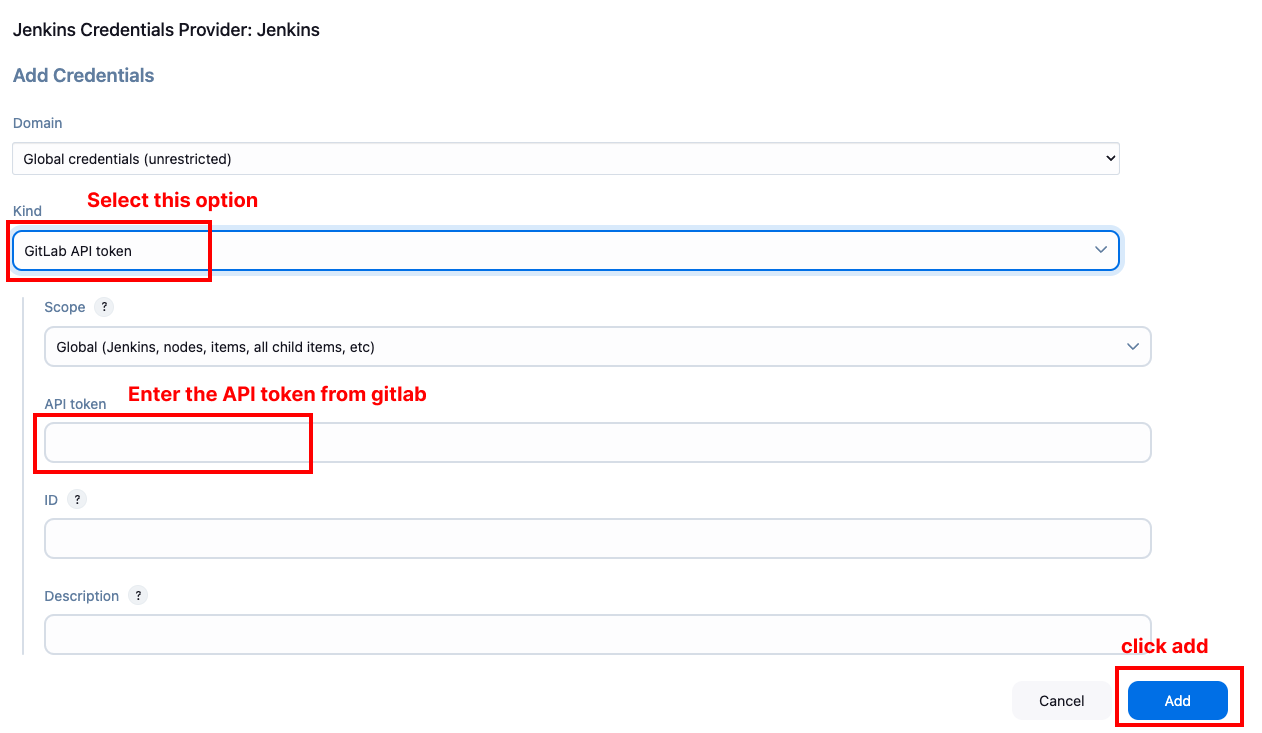 Jenkins Credentials Provider: Jenkins
Add Credentials
Domain
Global credentials (unrestricted)
Select this option
Kind
GitLab API token
Scope ?
Global (Jenkins, nodes, items, all child items, etc)
Enter the API token from gitlab
API token
ID ?
Description ?
click add
Cancel
Add